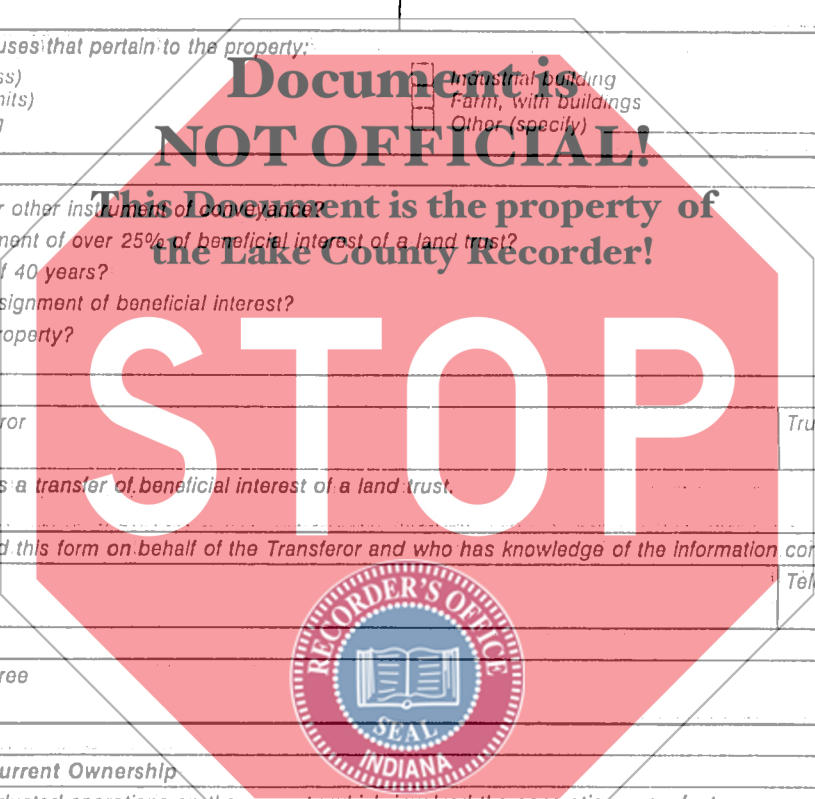 uses that pertain to the property:
ss)
nits)
Industrial building
Farm, with buildings
Other (specify)
Document is
NOT OFFICIAL!
This Document is the property of
the Lake County Recorder!
r other instrument of conveyance?
ment of over 25% of beneficial interest of a land trust?
f 40 years?
signment of beneficial interest?
roperty?
STOP
ror
Tru
s a transfer of beneficial interest of a land trust.
d this form on behalf of the Transferor and who has knowledge of the information con
Tele
RECORDER'S OFFICE
SEAL
INDIANA
ree
urrent Ownership